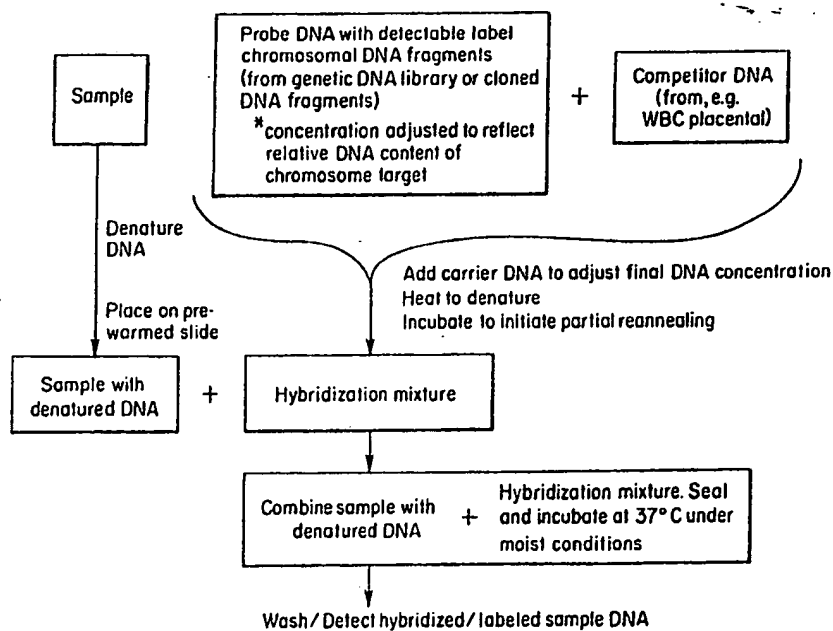 Sample
Probe DNA with detectable label
chromosomal DNA fragments
(from genetic DNA library or cloned
DNA fragments)
*concentration adjusted to reflect
relative DNA content of
chromosome target
+
Competitor DNA
(from, e.g.
WBC placental)
Denature
DNA
Place on pre-
warmed slide
Add carrier DNA to adjust final DNA concentration
Heat to denature
Incubate to initiate partial reannealing
Sample with
denatured DNA
+
Hybridization mixture
Combine sample with
denatured DNA
+
Hybridization mixture. Seal
and incubate at 37°C under
moist conditions
Wash/Detect hybridized/labeled sample DNA